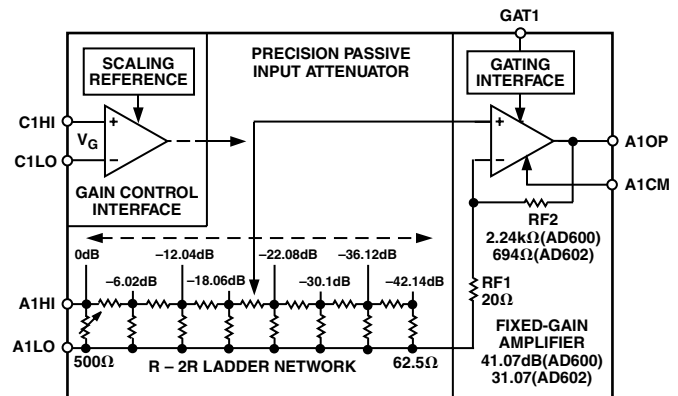 GAT1
SCALING
REFERENCE
PRECISION PASSIVE
INPUT ATTENUATOR
GATING
INTERFACE
C1HI
VG
C1LO
+
−
+
−
A1OP
A1CM
GAIN CONTROL
INTERFACE
RF2
2.24kΩ(AD600)
694Ω(AD602)
0dB
−12.04dB
−22.08dB
−36.12dB
−6.02dB
−18.06dB
−30.1dB
−42.14dB
RF1
20Ω
A1HI
A1LO
500Ω
R – 2R LADDER NETWORK
62.5Ω
FIXED-GAIN
AMPLIFIER
41.07dB(AD600)
31.07(AD602)